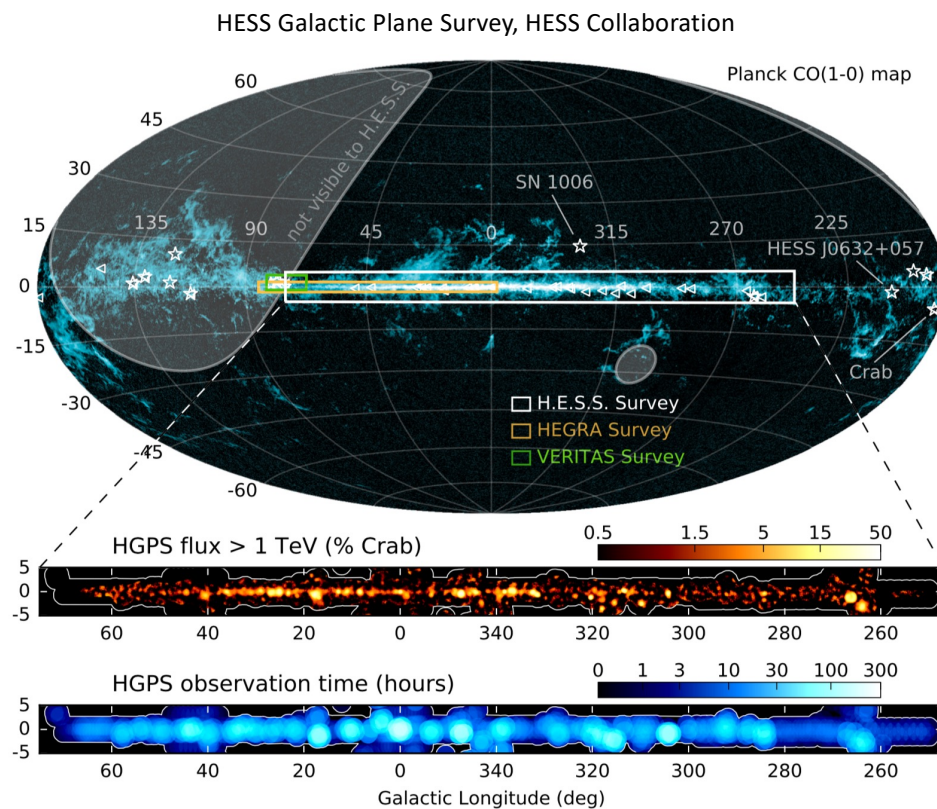 HESS Galactic Plane Survey, HESS Collaboration
Planck CO(1-0) map
60
45
30
15
0
-15
-30
-45
-60
not visible to H.E.S.S.
135
90
45
0
315
270
225
SN 1006
HESS J0632+057
Crab
H.E.S.S. Survey
HEGRA Survey
VERITAS Survey
HGPS flux > 1 TeV (% Crab)
0.5 1.5 5 15 50
5
0
-5
60 40 20 0 340 320 300 280 260
HGPS observation time (hours)
0 1 3 10 30 100 300
5
0
-5
60 40 20 0 340 320 300 280 260
Galactic Longitude (deg)